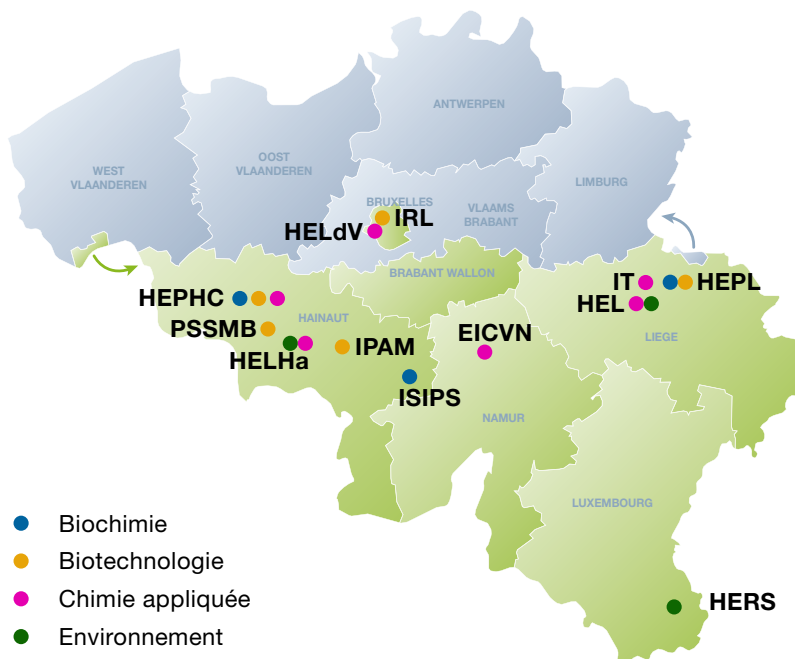 ANTWERPEN
WEST
VLAANDEREN
OOST
VLAANDEREN
LIMBURG
BRUXELLES
VLAAMS
BRABANT
IRL
HELdV
BRABANT WALLON
HEPHC
IT
HEPL
HEL
HAINAUT
PSSMB
HELHa
IPAM
EICVN
LIEGE
ISIPS
NAMUR
LUXEMBOURG
HERS
Biochimie
Biotechnologie
Chimie appliquée
Environnement